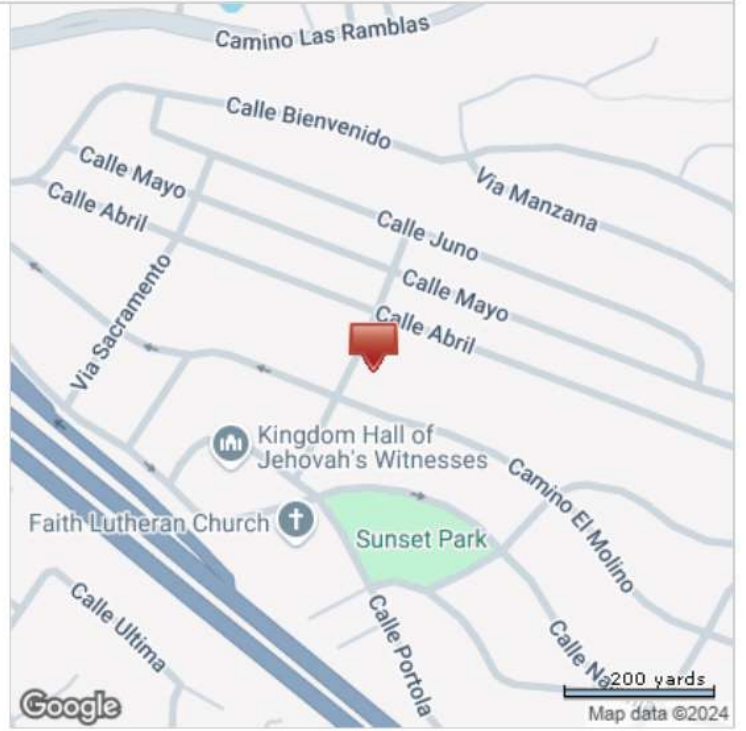 Camino Las Ramblas
Calle Bienvenido
Calle Mayo
Via Manzana
Calle Abril
Calle Juno
Calle Mayo
Via Sacramento
Calle Abril
Kingdom Hall of
Jehovah's Witnesses
Camino El Molino
Faith Lutheran Church
Sunset Park
Calle Ultima
Calle Portola
Calle
200 yards
Google
Map data ©2024